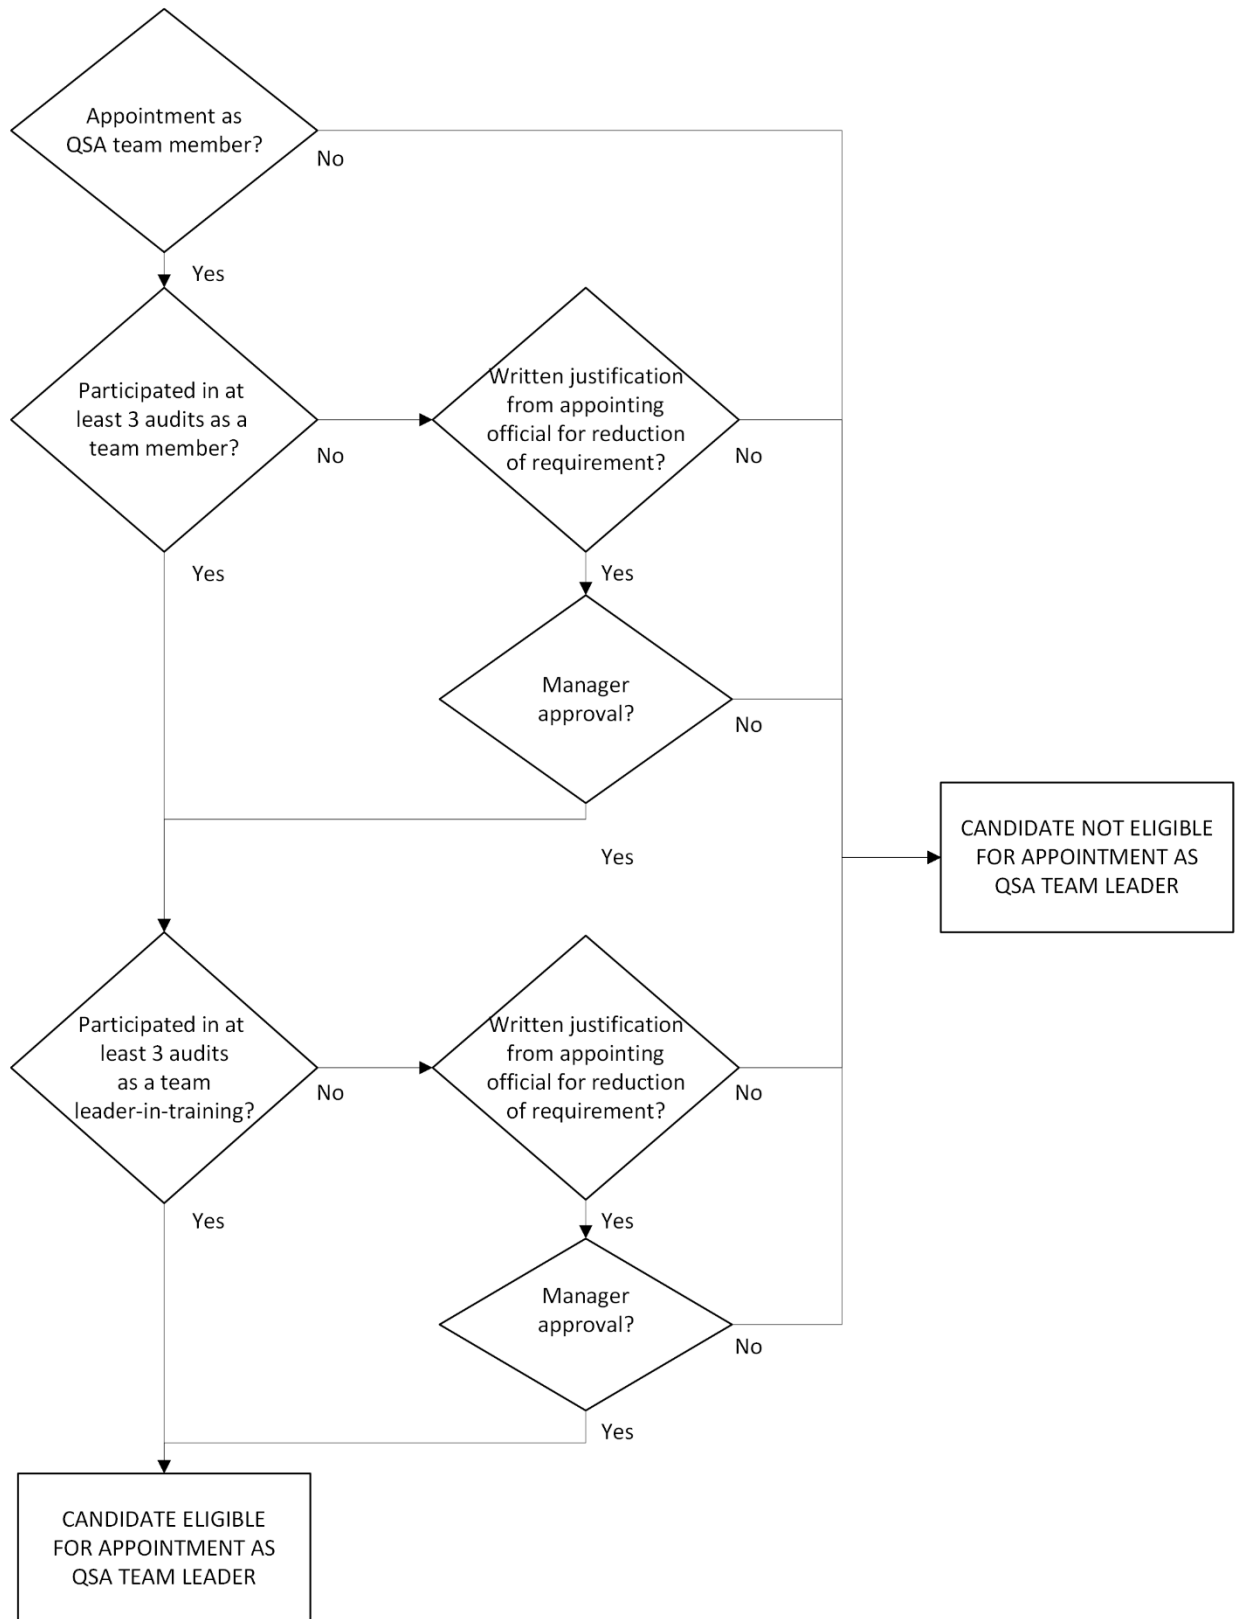 Appointment as
QSA team member?
No
Yes
Participated in at
least 3 audits as a
team member?
No
Written justification
from appointing
official for reduction
of requirement?
No
Yes
Yes
Manager
approval?
No
Yes
CANDIDATE NOT ELIGIBLE
FOR APPOINTMENT AS
QSA TEAM LEADER
Participated in at
least 3 audits
as a team
leader-in-training?
No
Written justification
from appointing
official for reduction
of requirement?
No
Yes
Yes
Manager
approval?
No
Yes
CANDIDATE ELIGIBLE
FOR APPOINTMENT AS
QSA TEAM LEADER